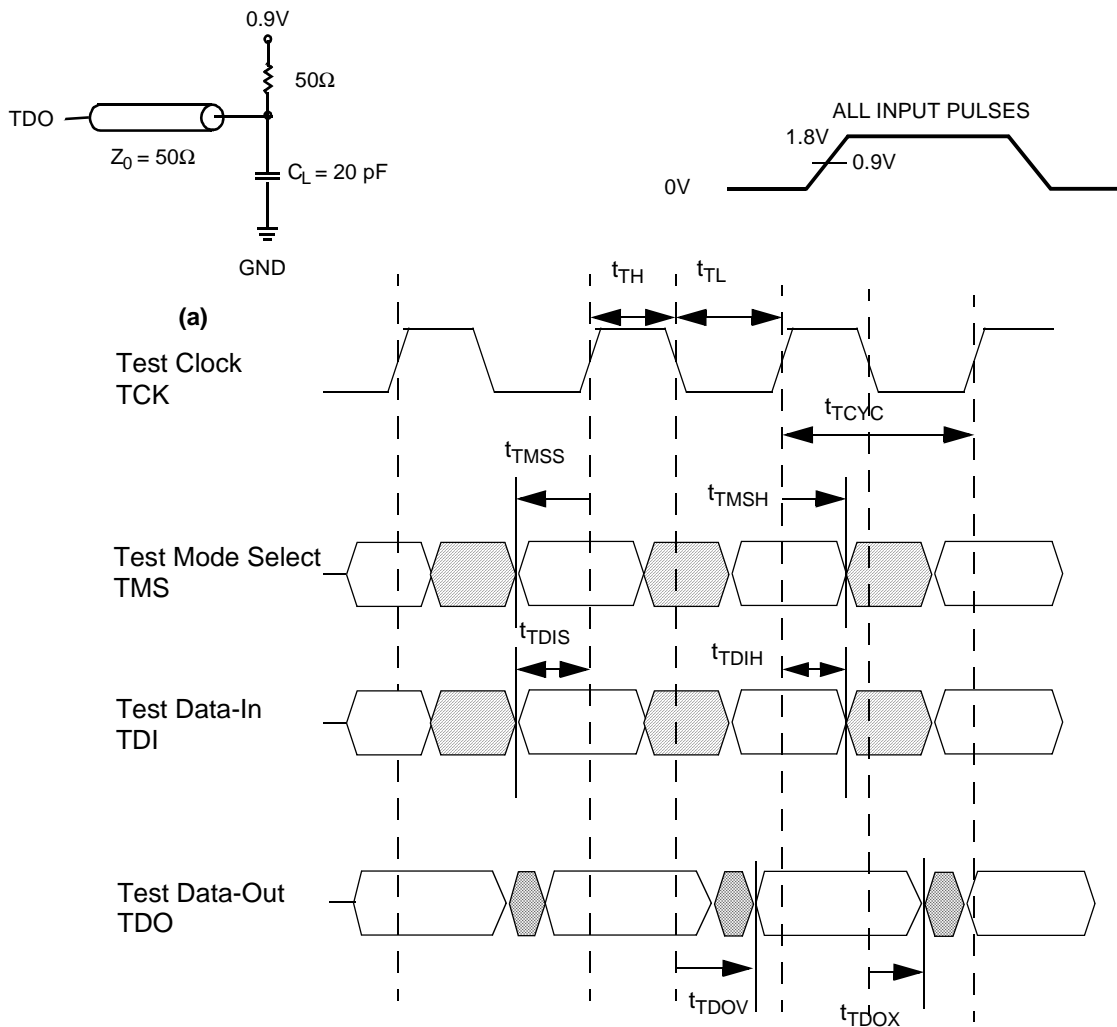 0.9V
50Ω
TDO
Z0 = 50Ω
CL = 20 pF
GND
ALL INPUT PULSES
1.8V
0.9V
0V
(a)
tTH
tTL
Test Clock
TCK
tTCYC
tTMSS
tTMSH
Test Mode Select
TMS
tTDIS
tTDIH
Test Data-In
TDI
Test Data-Out
TDO
tTDOV
tTDOX